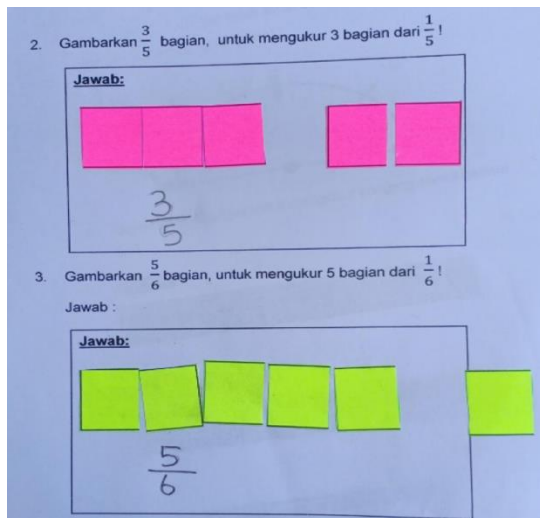 2. Gambarkan 3/5 bagian, untuk mengukur 3 bagian dari 1/5 !
Jawab:
3/5
3. Gambarkan 5/6 bagian, untuk mengukur 5 bagian dari 1/6 !
Jawab :
Jawab:
5/6